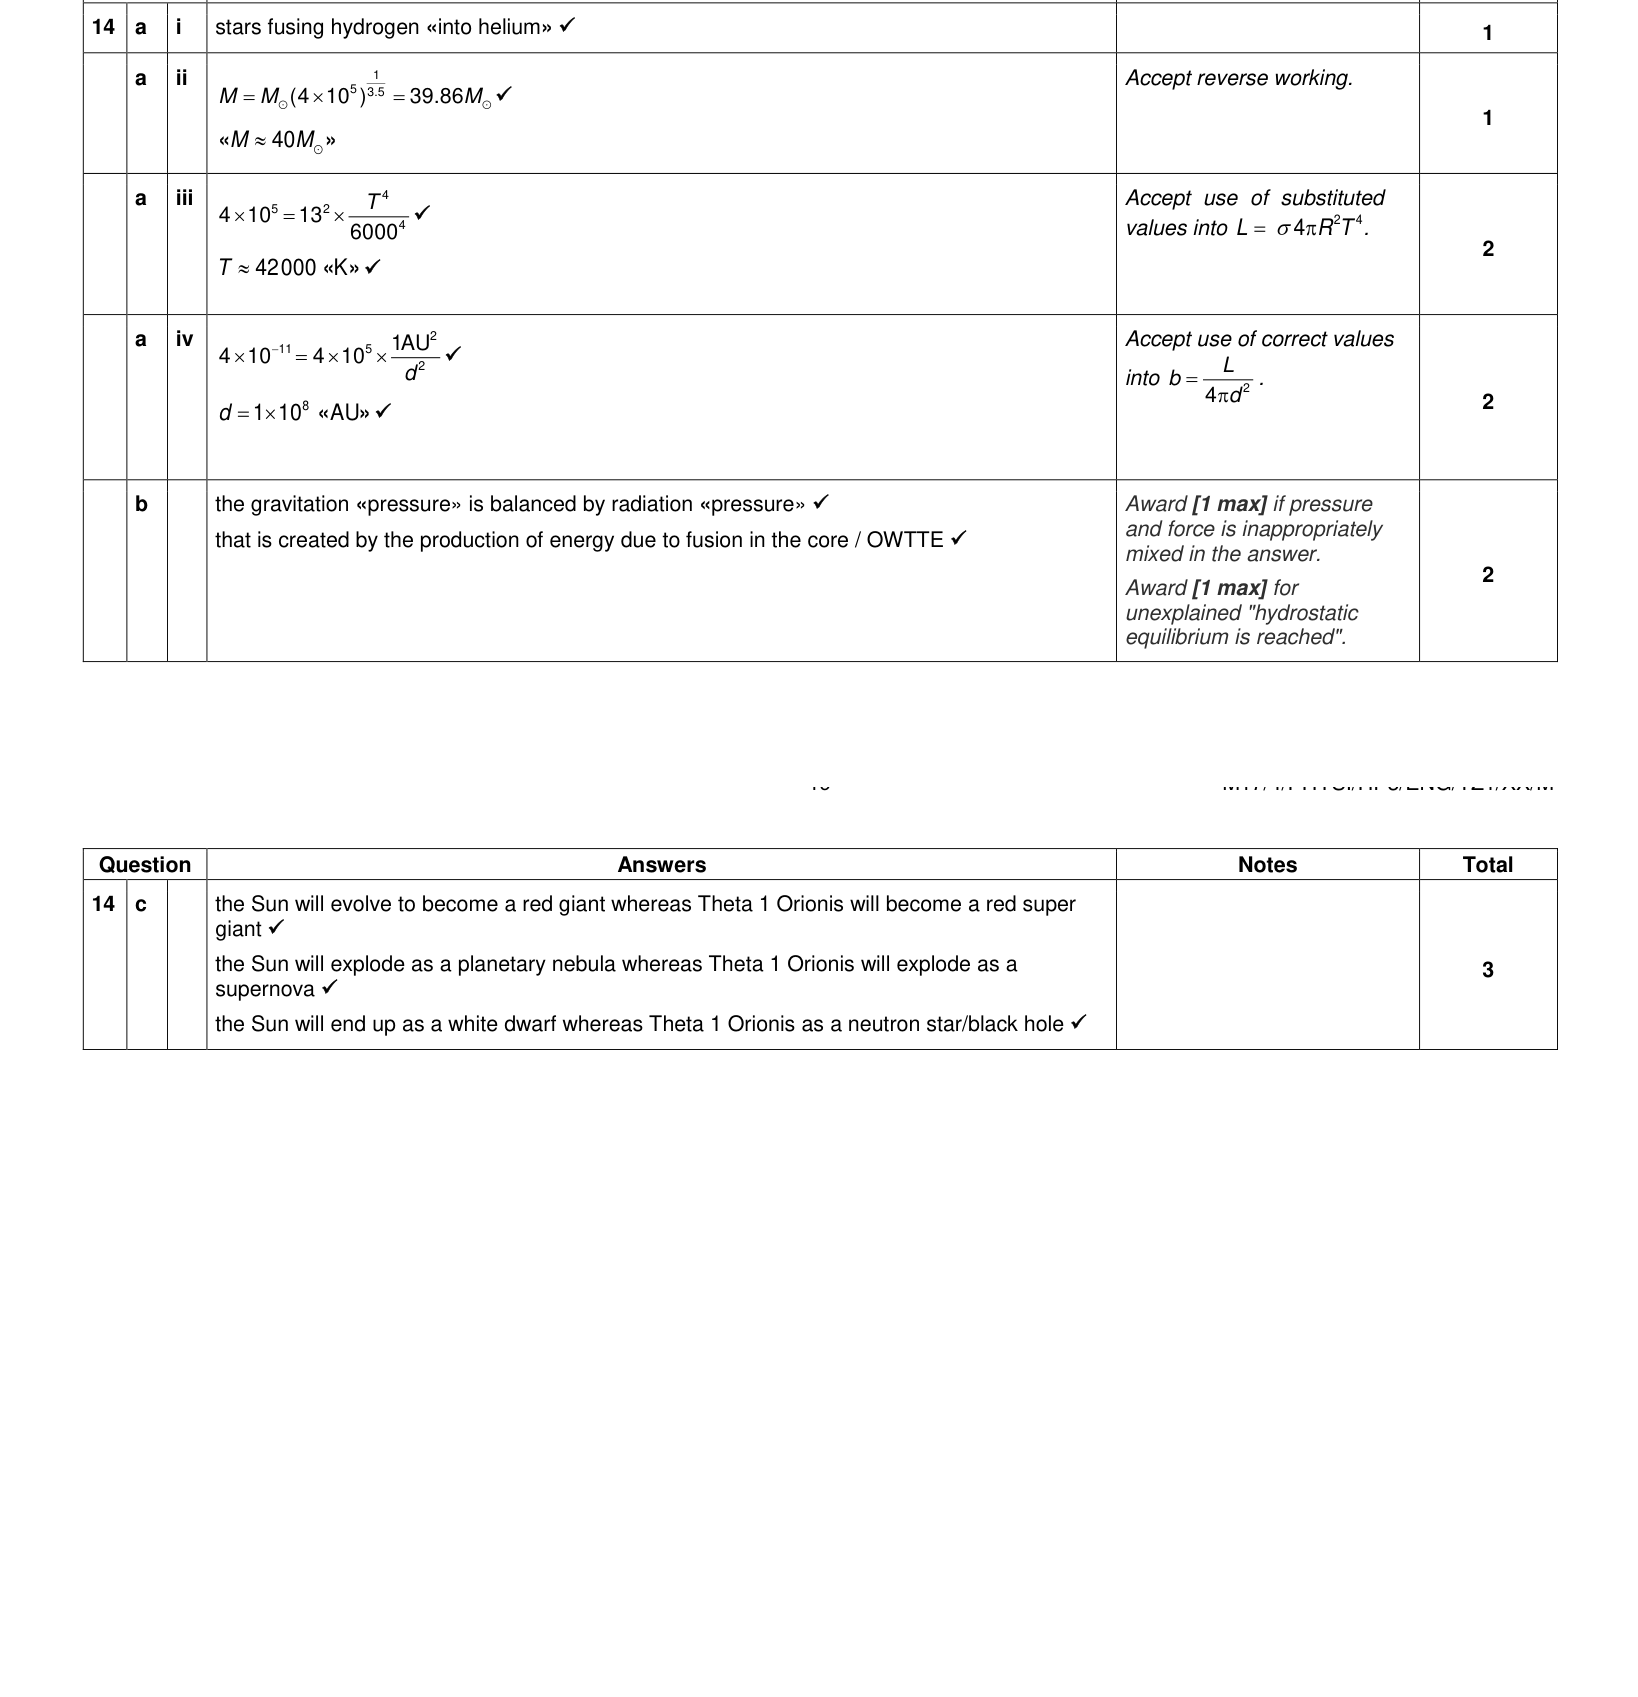 14 a i stars fusing hydrogen «into helium» ✓ 1
a ii M = M☉(4×10⁵)^(1/3.5) = 39.86M☉ ✓ Accept reverse working. 1
«M ≈ 40M☉»
a iii 4×10⁵ = 13² × T⁴/6000⁴ ✓ Accept use of substituted
values into L = σ4πR²T⁴. 2
T ≈ 42000 «K» ✓
a iv 4×10⁻¹¹ = 4×10⁵ × 1AU²/d² ✓ Accept use of correct values
into b = L/4πd². 2
d = 1×10⁸ «AU» ✓
b the gravitation «pressure» is balanced by radiation «pressure» ✓ Award [1 max] if pressure
that is created by the production of energy due to fusion in the core / OWTTE ✓ and force is inappropriately
mixed in the answer. 2
Award [1 max] for
unexplained "hydrostatic
equilibrium is reached".
Question Answers Notes Total
14 c the Sun will evolve to become a red giant whereas Theta 1 Orionis will become a red super
giant ✓
the Sun will explode as a planetary nebula whereas Theta 1 Orionis will explode as a 3
supernova ✓
the Sun will end up as a white dwarf whereas Theta 1 Orionis as a neutron star/black hole ✓